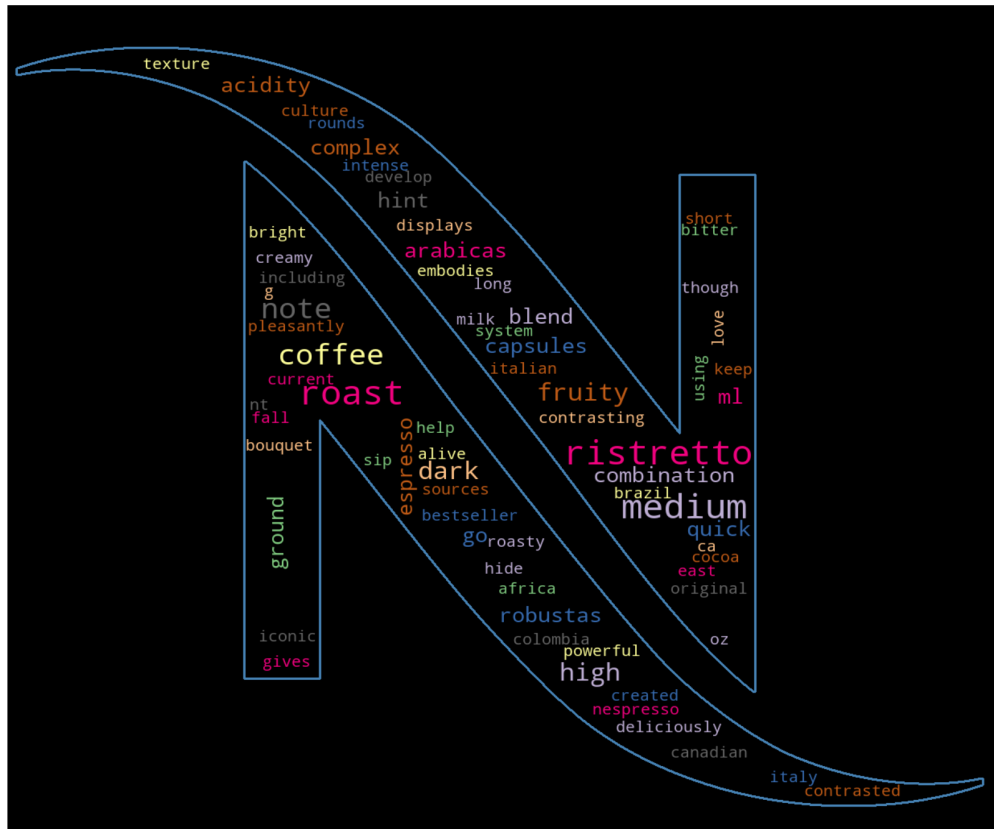 texture
acidity
culture
rounds
complex
intense
develop
hint
displays
arabicas
embodies
long
milk
blend
system
capsules
italian
fruity
contrasting
ristretto
combination
brazil
medium
quick
ca
cocoa
east
original
oz
short
bitter
though
love
using
keep
ml
bright
creamy
including
g
note
pleasantly
coffee
current
roast
nt
fall
bouquet
ground
iconic
gives
espresso
help
sip
alive
dark
sources
bestseller
go
roasty
hide
africa
robustas
colombia
powerful
high
created
nespresso
deliciously
canadian
italy
contrasted